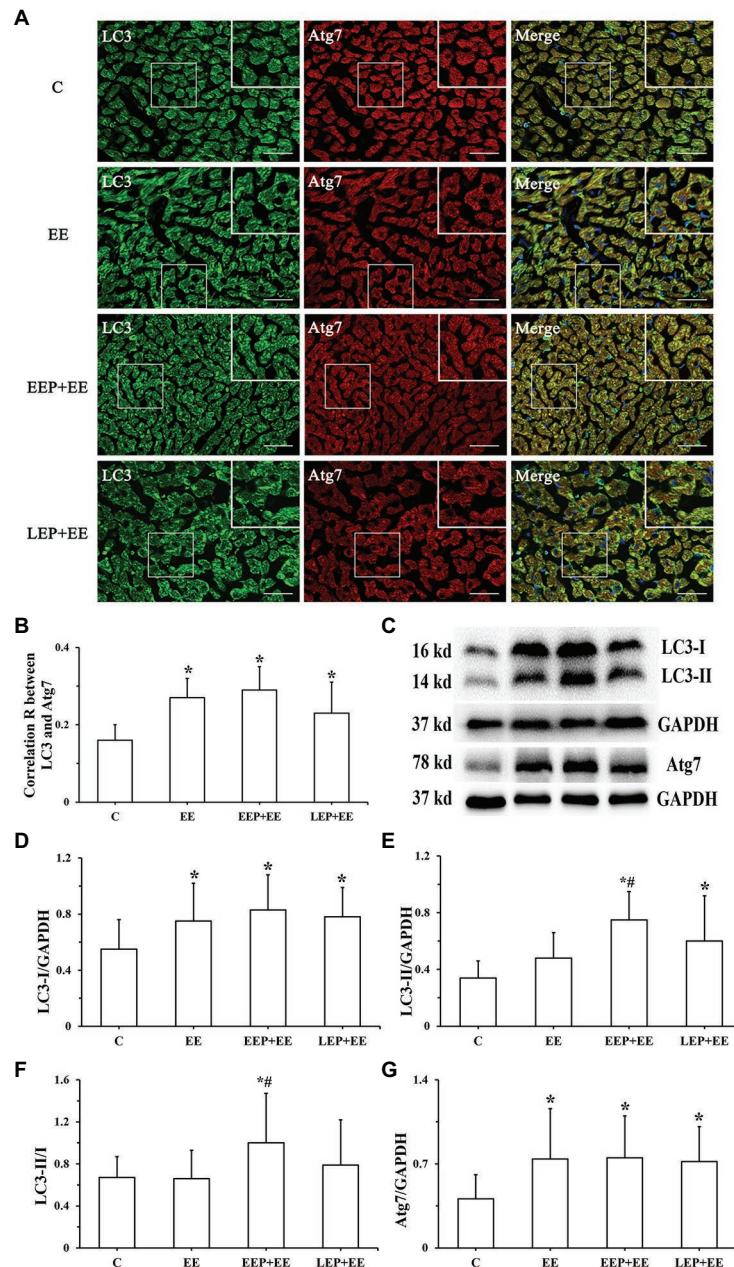 A
LC3 Atg7 Merge
C
LC3 Atg7 Merge
EE
LC3 Atg7 Merge
EEP+EE
LC3 Atg7 Merge
LEP+EE
B
Correlation R between
LC3 and Atg7
0.4
0.2
0
* * *
C EE EEP+EE LEP+EE
C
16 kd LC3-I
14 kd LC3-II
37 kd GAPDH
78 kd Atg7
37 kd GAPDH
D
LC3-I/GAPDH
1.2
0.8
0.4
0
* * *
C EE EEP+EE LEP+EE
E
LC3-II/GAPDH
1.2
0.8
0.4
0
*# *
C EE EEP+EE LEP+EE
F
LC3-II/I
1.6
1.2
0.8
0.4
0
*#
C EE EEP+EE LEP+EE
G
Atg7/GAPDH
1.4
0.7
0
* * *
C EE EEP+EE LEP+EE